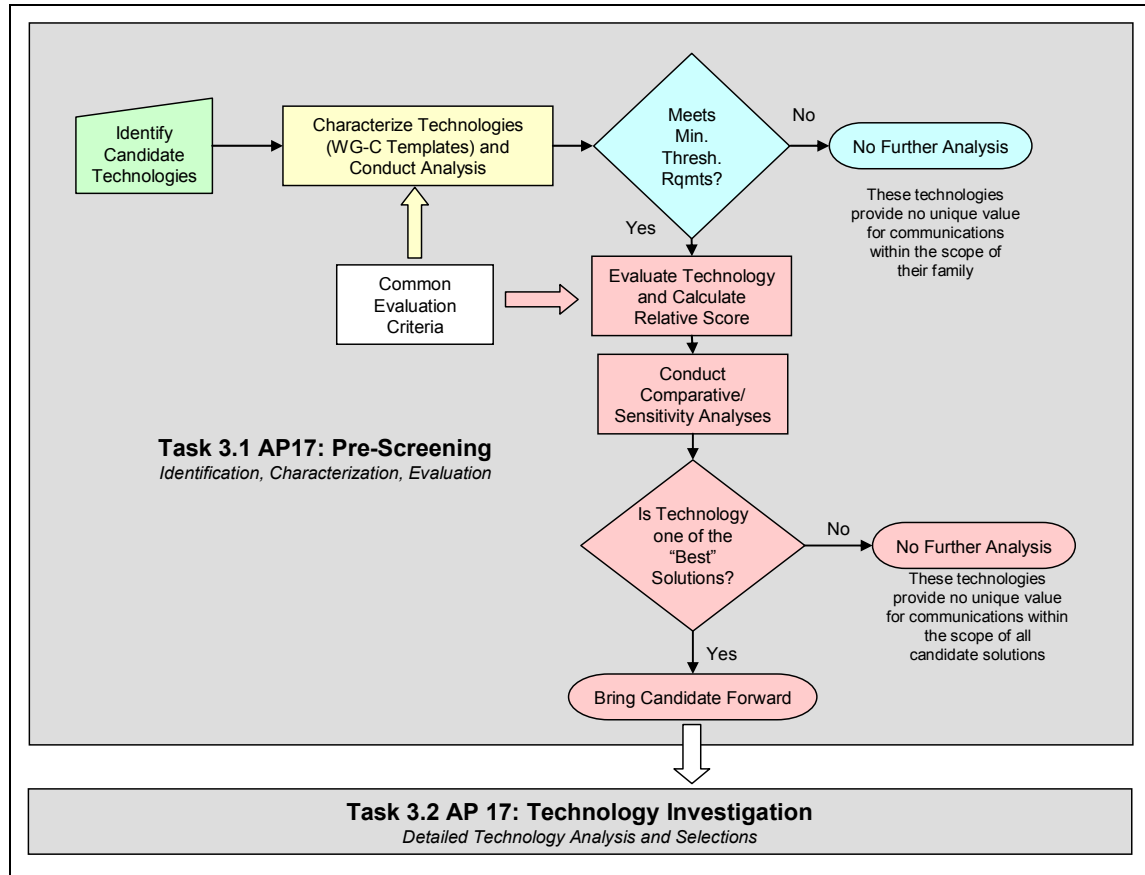 Identify
Candidate
Technologies
Characterize Technologies
(WG-C Templates) and
Conduct Analysis
Meets
Min.
Thresh.
Rqmts?
No
No Further Analysis
These technologies
provide no unique value
for communications
within the scope of
their family
Yes
Common
Evaluation
Criteria
Evaluate Technology
and Calculate
Relative Score
Conduct
Comparative/
Sensitivity Analyses
Task 3.1 AP17: Pre-Screening
Identification, Characterization, Evaluation
Is Technology
one of the
“Best”
Solutions?
No
No Further Analysis
These technologies
provide no unique value
for communications within
the scope of all
candidate solutions
Yes
Bring Candidate Forward
Task 3.2 AP 17: Technology Investigation
Detailed Technology Analysis and Selections